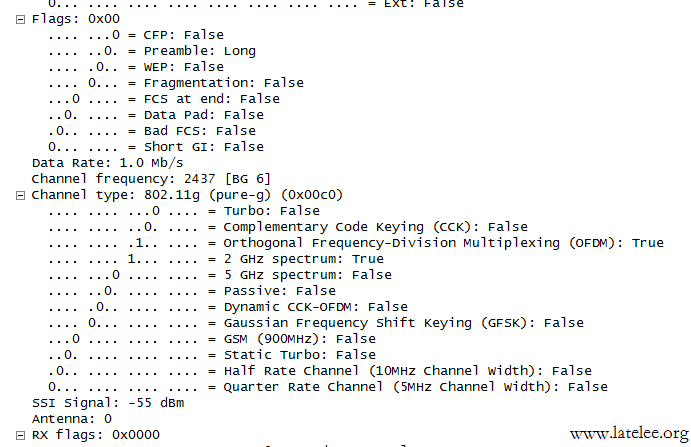 0... .... .... .... .... .... .... .... = Ext: False
Flags: 0x00
.... ...0 = CFP: False
.... ..0. = Preamble: Long
.... .0.. = WEP: False
.... 0... = Fragmentation: False
...0 .... = FCS at end: False
..0. .... = Data Pad: False
.0.. .... = Bad FCS: False
0... .... = Short GI: False
Data Rate: 1.0 Mb/s
Channel frequency: 2437 [BG 6]
Channel type: 802.11g (pure-g) (0x00c0)
.... .... ...0 .... = Turbo: False
.... .... ..0. .... = Complementary Code Keying (CCK): False
.... .... .1.. .... = Orthogonal Frequency-Division Multiplexing (OFDM): True
.... .... 1... .... = 2 GHz spectrum: True
.... ...0 .... .... = 5 GHz spectrum: False
.... ..0. .... .... = Passive: False
.... .0.. .... .... = Dynamic CCK-OFDM: False
.... 0... .... .... = Gaussian Frequency Shift Keying (GFSK): False
...0 .... .... .... = GSM (900MHz): False
..0. .... .... .... = Static Turbo: False
.0.. .... .... .... = Half Rate Channel (10MHz Channel Width): False
0... .... .... .... = Quarter Rate Channel (5MHz Channel Width): False
SSI Signal: -55 dBm
Antenna: 0
RX flags: 0x0000
www.latelee.org